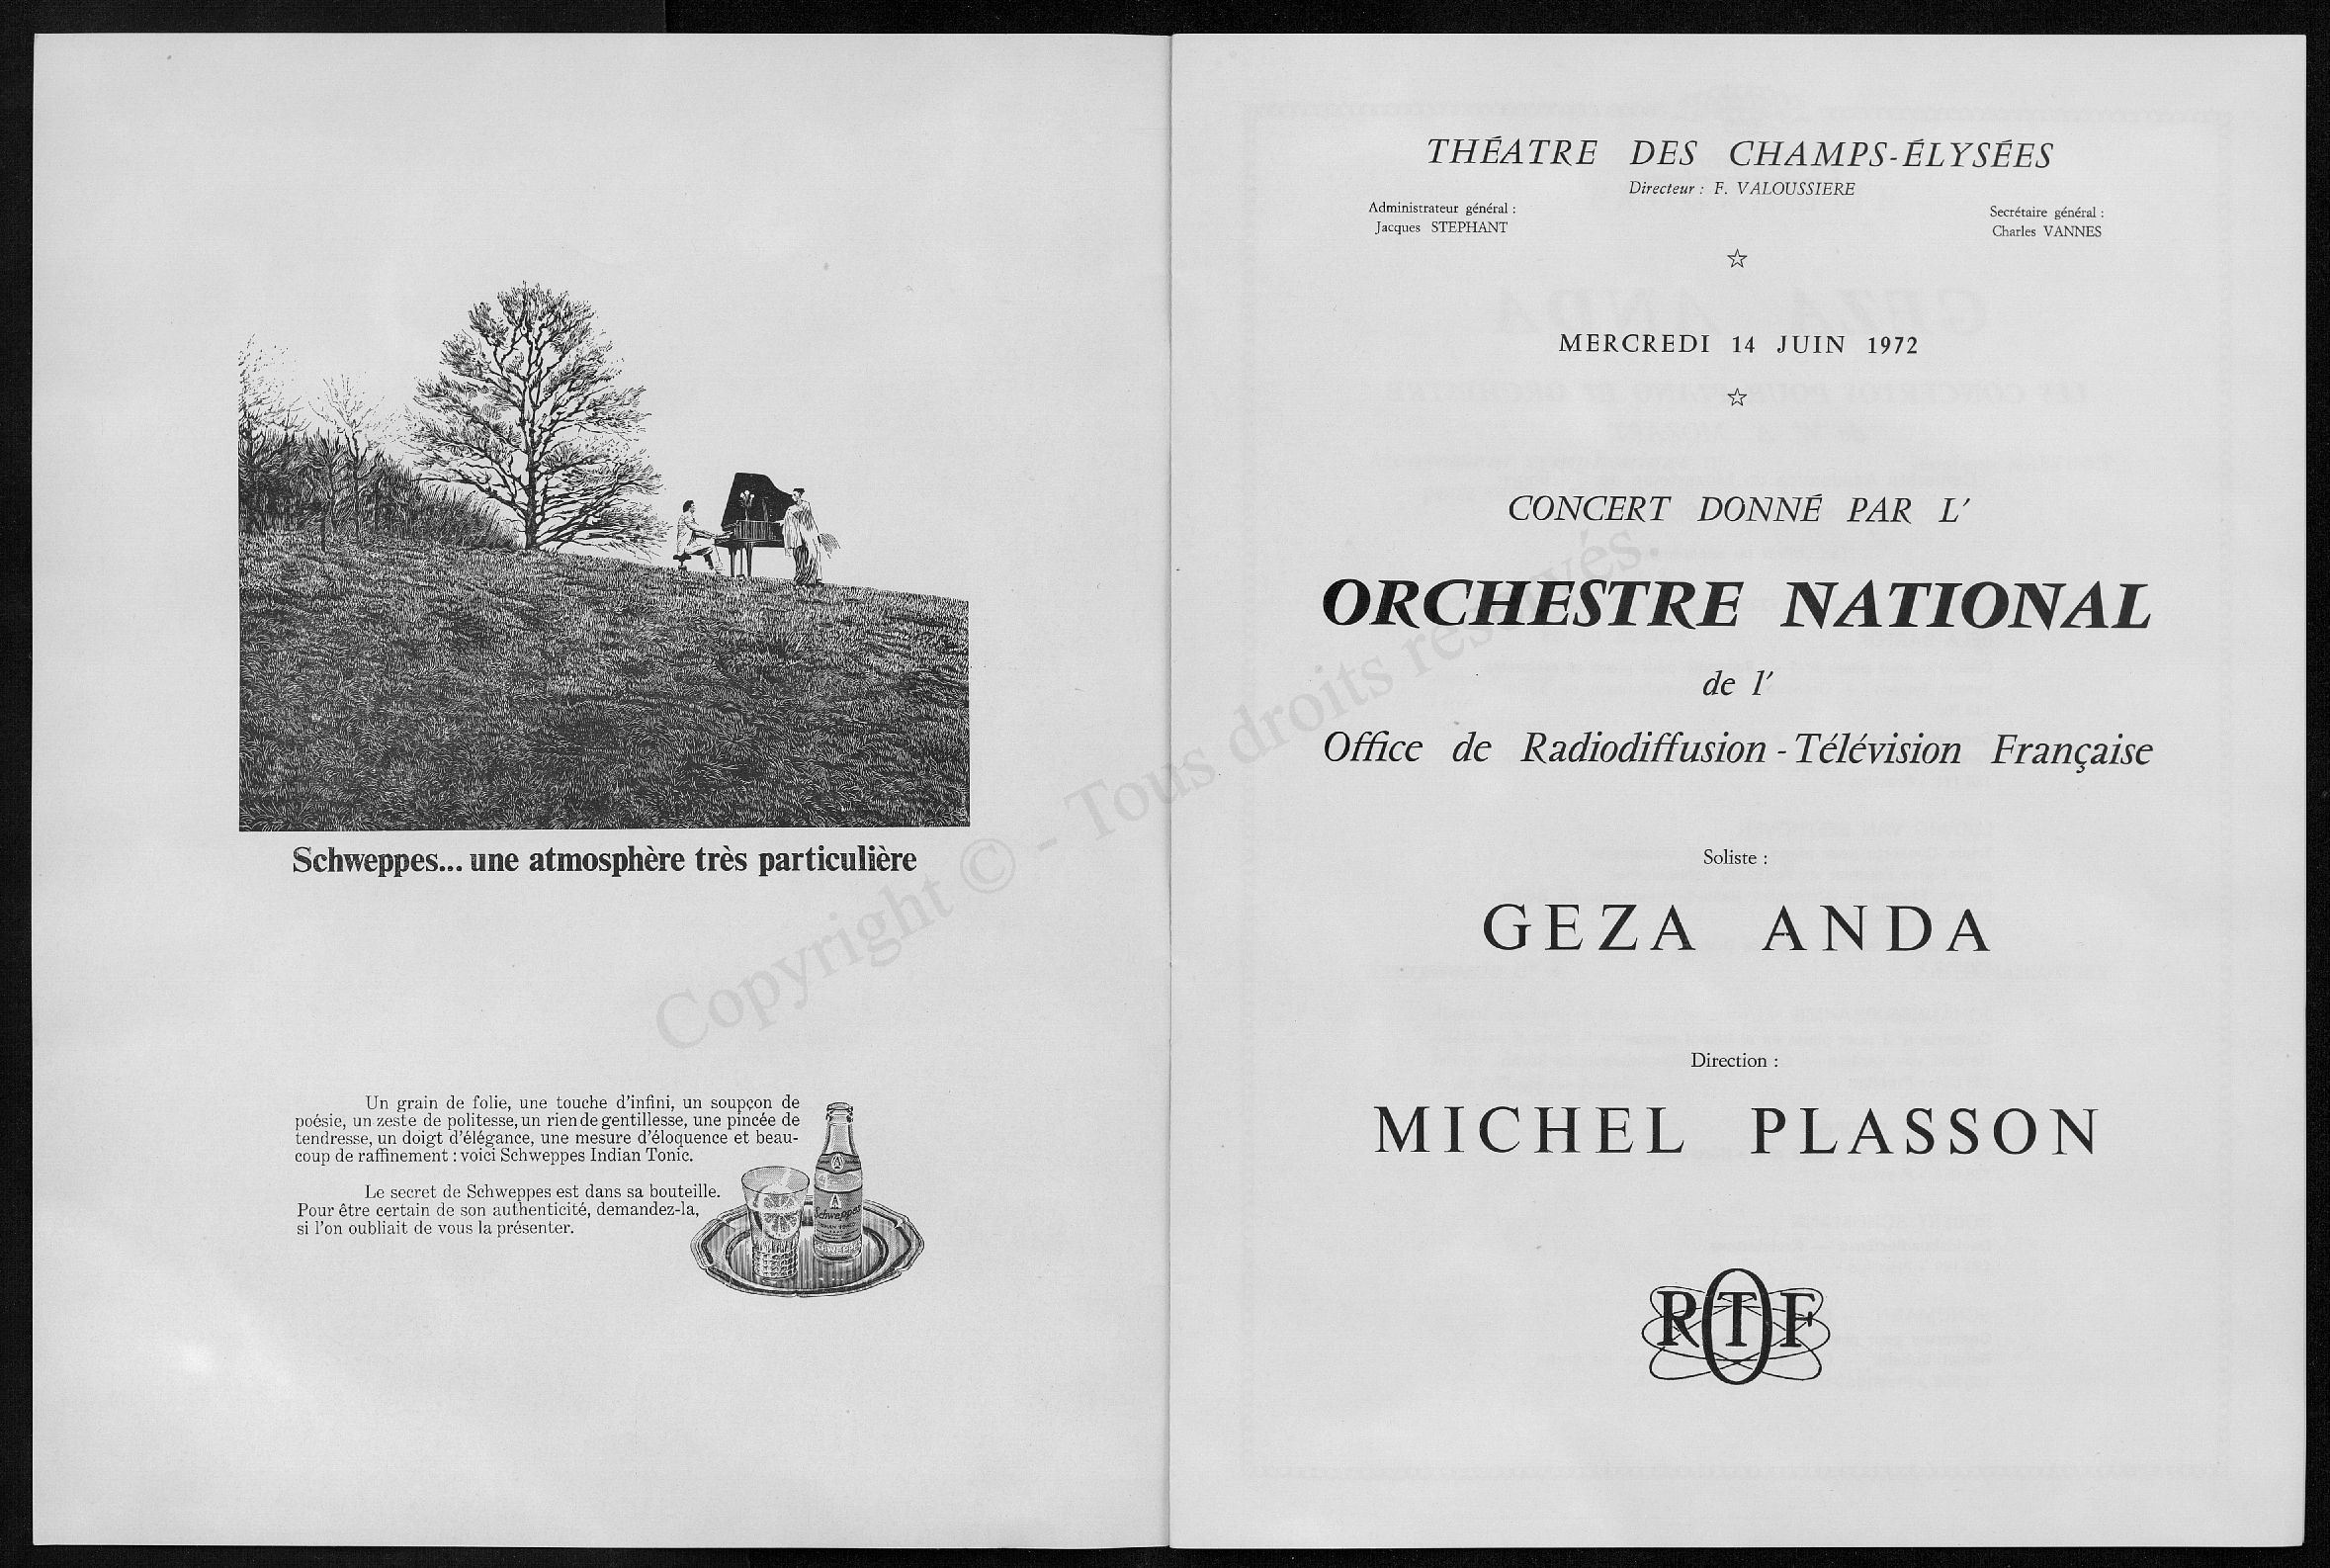 Schweppes... une atmosphère très particulière
Un grain de folie, une touche d'infini, un soupçon de
poésie, un zeste de politesse, un rien de gentillesse, une pincée de
tendresse, un doigt d'élégance, une mesure d'éloquence et beau-
coup de raffinement : voici Schweppes Indian Tonic.
Le secret de Schweppes est dans sa bouteille.
Pour être certain de son authenticité, demandez-la,
si l'on oubliait de vous la présenter.
Schweppes
INDIAN TONIC
SCHWEPPES
THÉATRE DES CHAMPS-ÉLYSÉES
Directeur : F. VALOUSSIERE
Administrateur général :
Jacques STEPHANT
Secrétaire général :
Charles VANNES
MERCREDI 14 JUIN 1972
CONCERT DONNÉ PAR L'
ORCHESTRE NATIONAL
de l'
Office de Radiodiffusion - Télévision Française
Soliste :
GEZA ANDA
Direction :
MICHEL PLASSON
ORTF
Copyright © - Tous droits reservés.